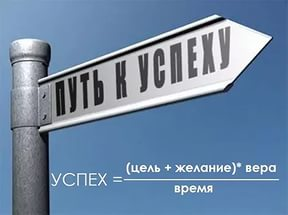 ПУТЬ К УСПЕХУ
УСПЕХ = (цель + желание)* вера
время